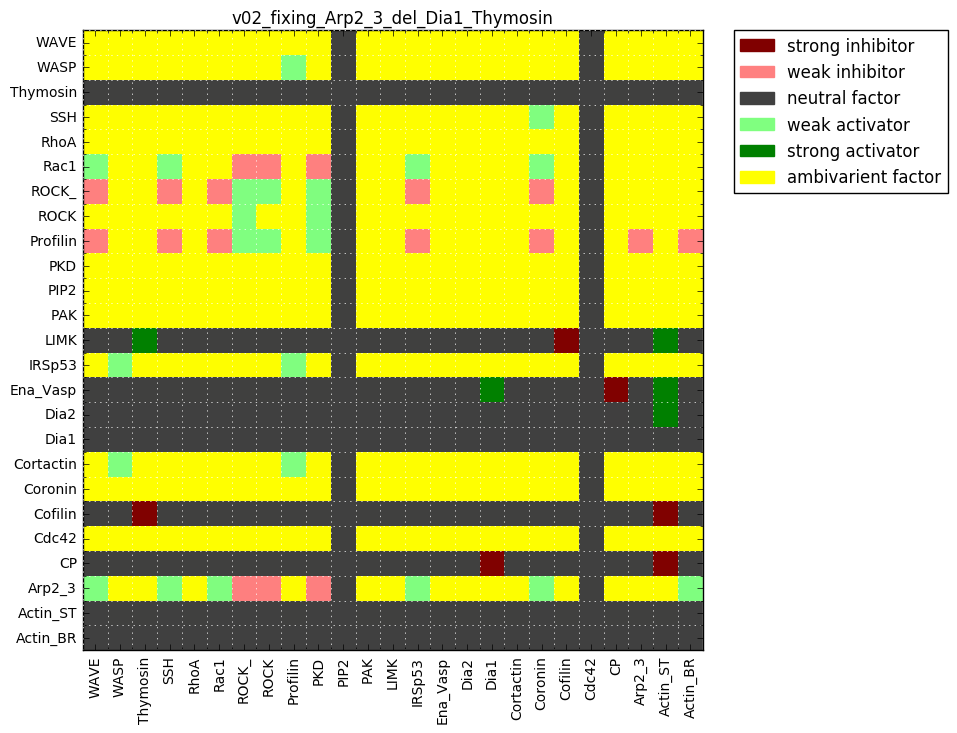 v02_fixing_Arp2_3_del_Dia1_Thymosin
WAVE
WASP
Thymosin
SSH
RhoA
Rac1
ROCK_
ROCK
Profilin
PKD
PIP2
PAK
LIMK
IRSp53
Ena_Vasp
Dia2
Dia1
Cortactin
Coronin
Cofilin
Cdc42
CP
Arp2_3
Actin_ST
Actin_BR
WAVE
WASP
Thymosin
SSH
RhoA
Rac1
ROCK_
ROCK
Profilin
PKD
PIP2
PAK
LIMK
IRSp53
Ena_Vasp
Dia2
Dia1
Cortactin
Coronin
Cofilin
Cdc42
CP
Arp2_3
Actin_ST
Actin_BR
strong inhibitor
weak inhibitor
neutral factor
weak activator
strong activator
ambivarient factor